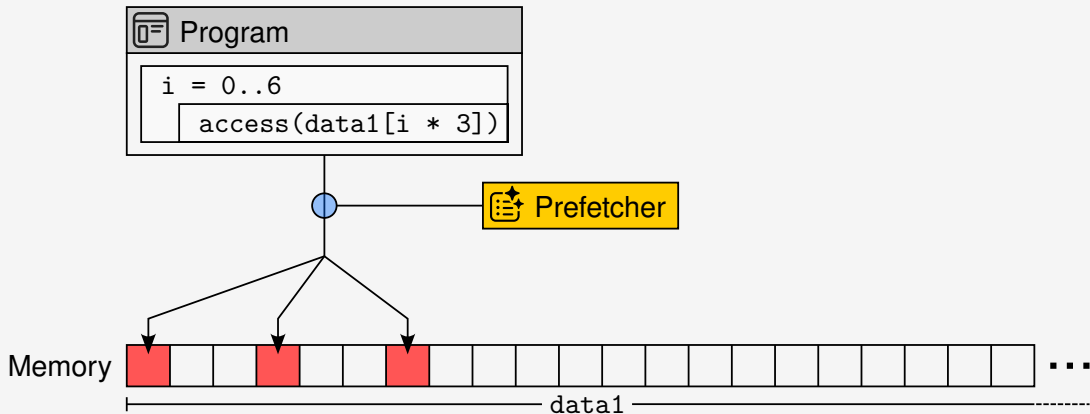 Program
i = 0..6
access(data1[i * 3])
Prefetcher
Memory
...
data1